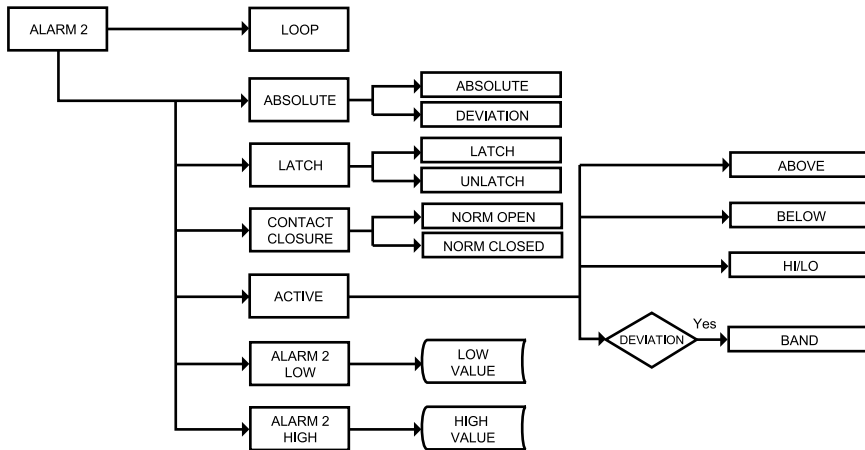 ALARM 2
LOOP
ABSOLUTE
ABSOLUTE
DEVIATION
LATCH
LATCH
UNLATCH
ABOVE
CONTACT
CLOSURE
NORM OPEN
NORM CLOSED
BELOW
HI/LO
ACTIVE
DEVIATION
Yes
BAND
ALARM 2
LOW
LOW
VALUE
ALARM 2
HIGH
HIGH
VALUE